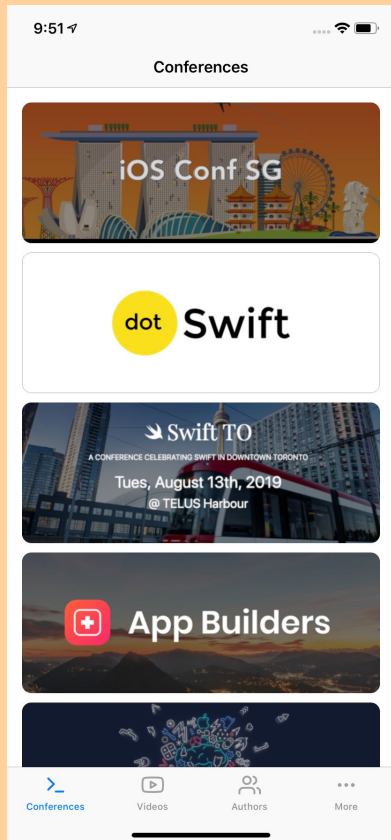 9:51
Conferences
iOS Conf SG
dot Swift
Swift TO
A CONFERENCE CELEBRATING SWIFT IN DOWNTOWN TORONTO
Tues, August 13th, 2019
@ TELUS Harbour
App Builders
Conferences
Videos
Authors
More